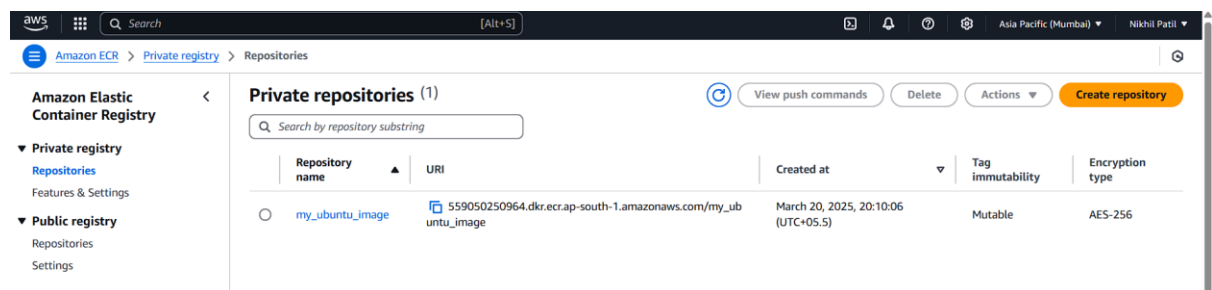 aws
Search
[Alt+S]
Asia Pacific (Mumbai) ▼
Nikhil Patil ▼
Amazon ECR > Private registry > Repositories
Amazon Elastic
Container Registry
▼ Private registry
Repositories
Features & Settings
▼ Public registry
Repositories
Settings
Private repositories (1)
View push commands
Delete
Actions ▼
Create repository
Search by repository substring
Repository
name
URI
Created at
Tag
immutability
Encryption
type
my_ubuntu_image
559050250964.dkr.ecr.ap-south-1.amazonaws.com/my_ub
untu_image
March 20, 2025, 20:10:06
(UTC+05.5)
Mutable
AES-256